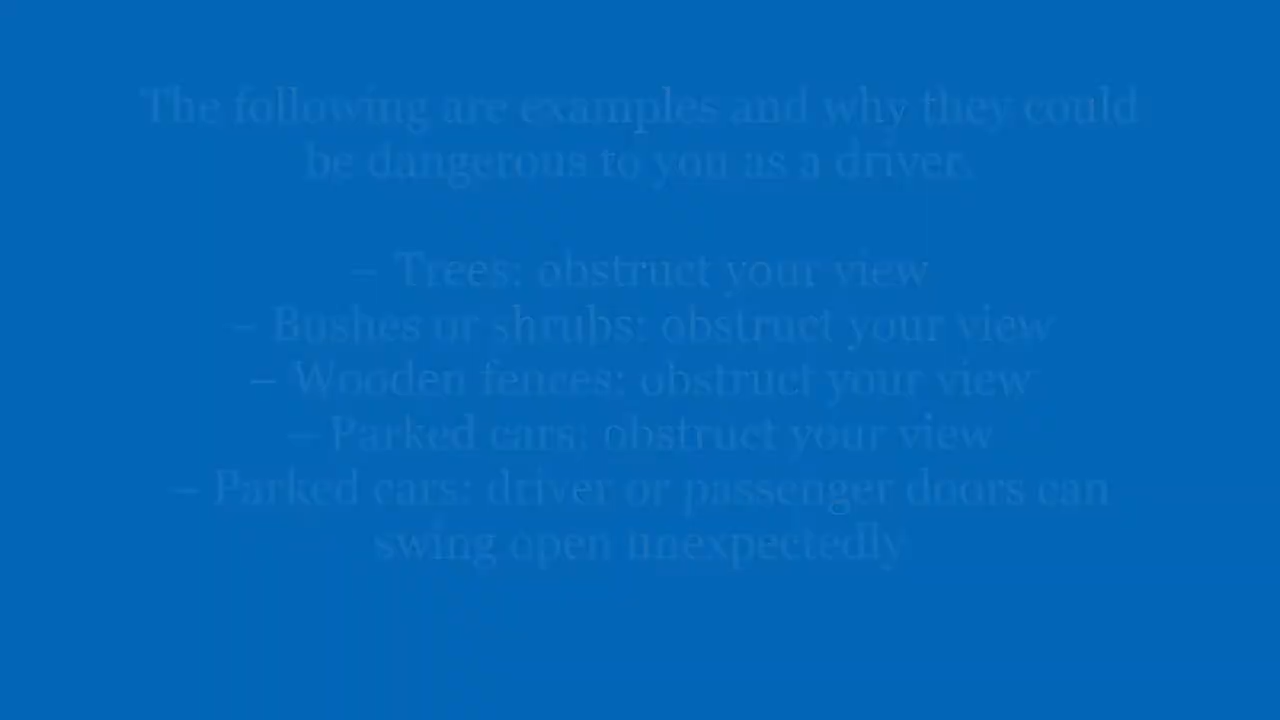 The following are examples and why they could
be dangerous to you as a driver.
– Trees: obstruct your view
– Bushes or shrubs: obstruct your view
– Wooden fences: obstruct your view
– Parked cars: obstruct your view
– Parked cars: driver or passenger doors can
swing open unexpectedly